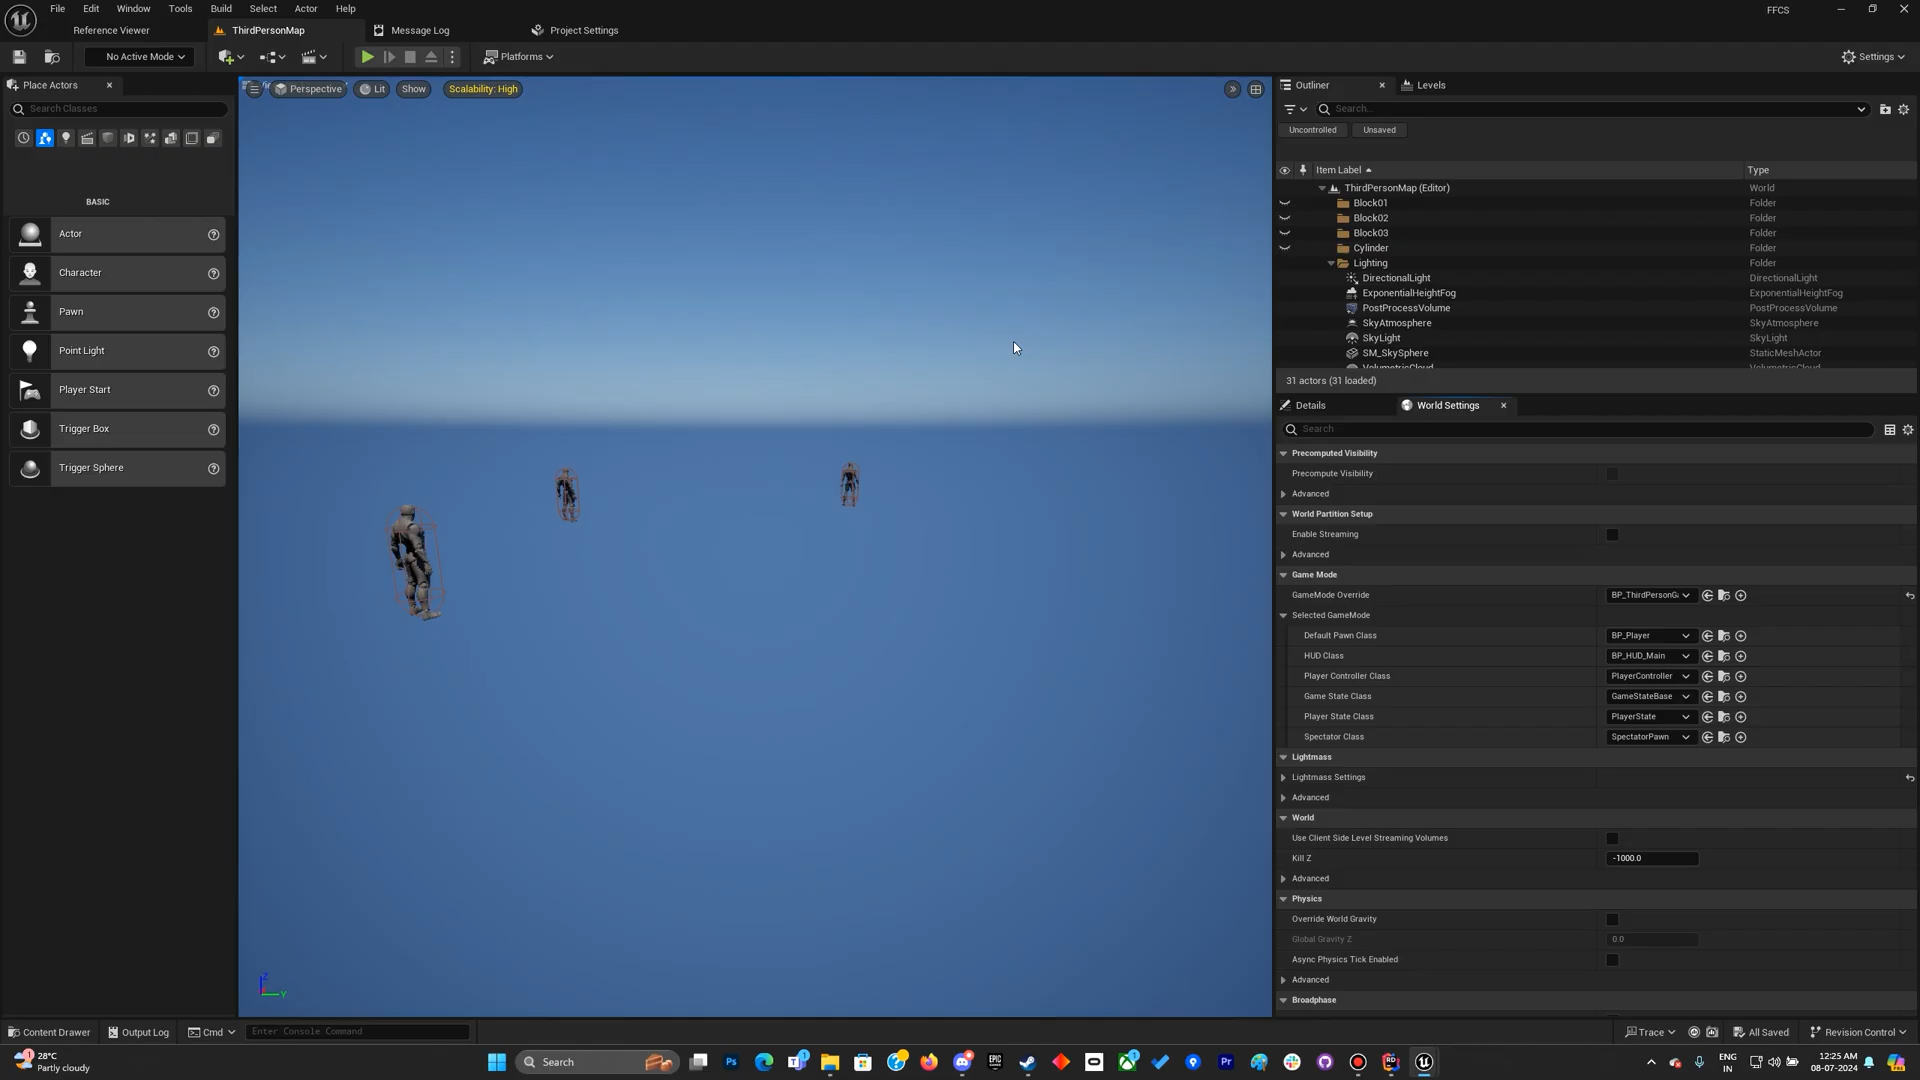 File Edit Window Tools Build Select Actor Help
FFCS
Reference Viewer ThirdPersonMap Message Log Project Settings
No Active Mode Platforms Settings
Place Actors
Search Classes
BASIC
Actor
Character
Pawn
Point Light
Player Start
Trigger Box
Trigger Sphere
Perspective Lit Show Scalability: High
Outliner Levels
Search...
Uncontrolled Unsaved
Item Label Type
ThirdPersonMap (Editor) World
Block01 Folder
Block02 Folder
Block03 Folder
Cylinder Folder
Lighting Folder
DirectionalLight DirectionalLight
ExponentialHeightFog ExponentialHeightFog
PostProcessVolume PostProcessVolume
SkyAtmosphere SkyAtmosphere
SkyLight SkyLight
SM_SkySphere StaticMeshActor
VolumetricCloud VolumetricCloud
31 actors (31 loaded)
Details World Settings
Search
Precomputed Visibility
Precompute Visibility
Advanced
World Partition Setup
Enable Streaming
Advanced
Game Mode
GameMode Override BP_ThirdPersonGa
Selected GameMode
Default Pawn Class BP_Player
HUD Class BP_HUD_Main
Player Controller Class PlayerController
Game State Class GameStateBase
Player State Class PlayerState
Spectator Class SpectatorPawn
Lightmass
Lightmass Settings
Advanced
World
Use Client Side Level Streaming Volumes
Kill Z -1000.0
Advanced
Physics
Override World Gravity
Global Gravity Z 0.0
Async Physics Tick Enabled
Advanced
Broadphase
Z
Y
Content Drawer Output Log Cmd Enter Console Command
Trace All Saved Revision Control
28°C
Partly cloudy
Search
ENG
IN
12:25 AM
08-07-2024